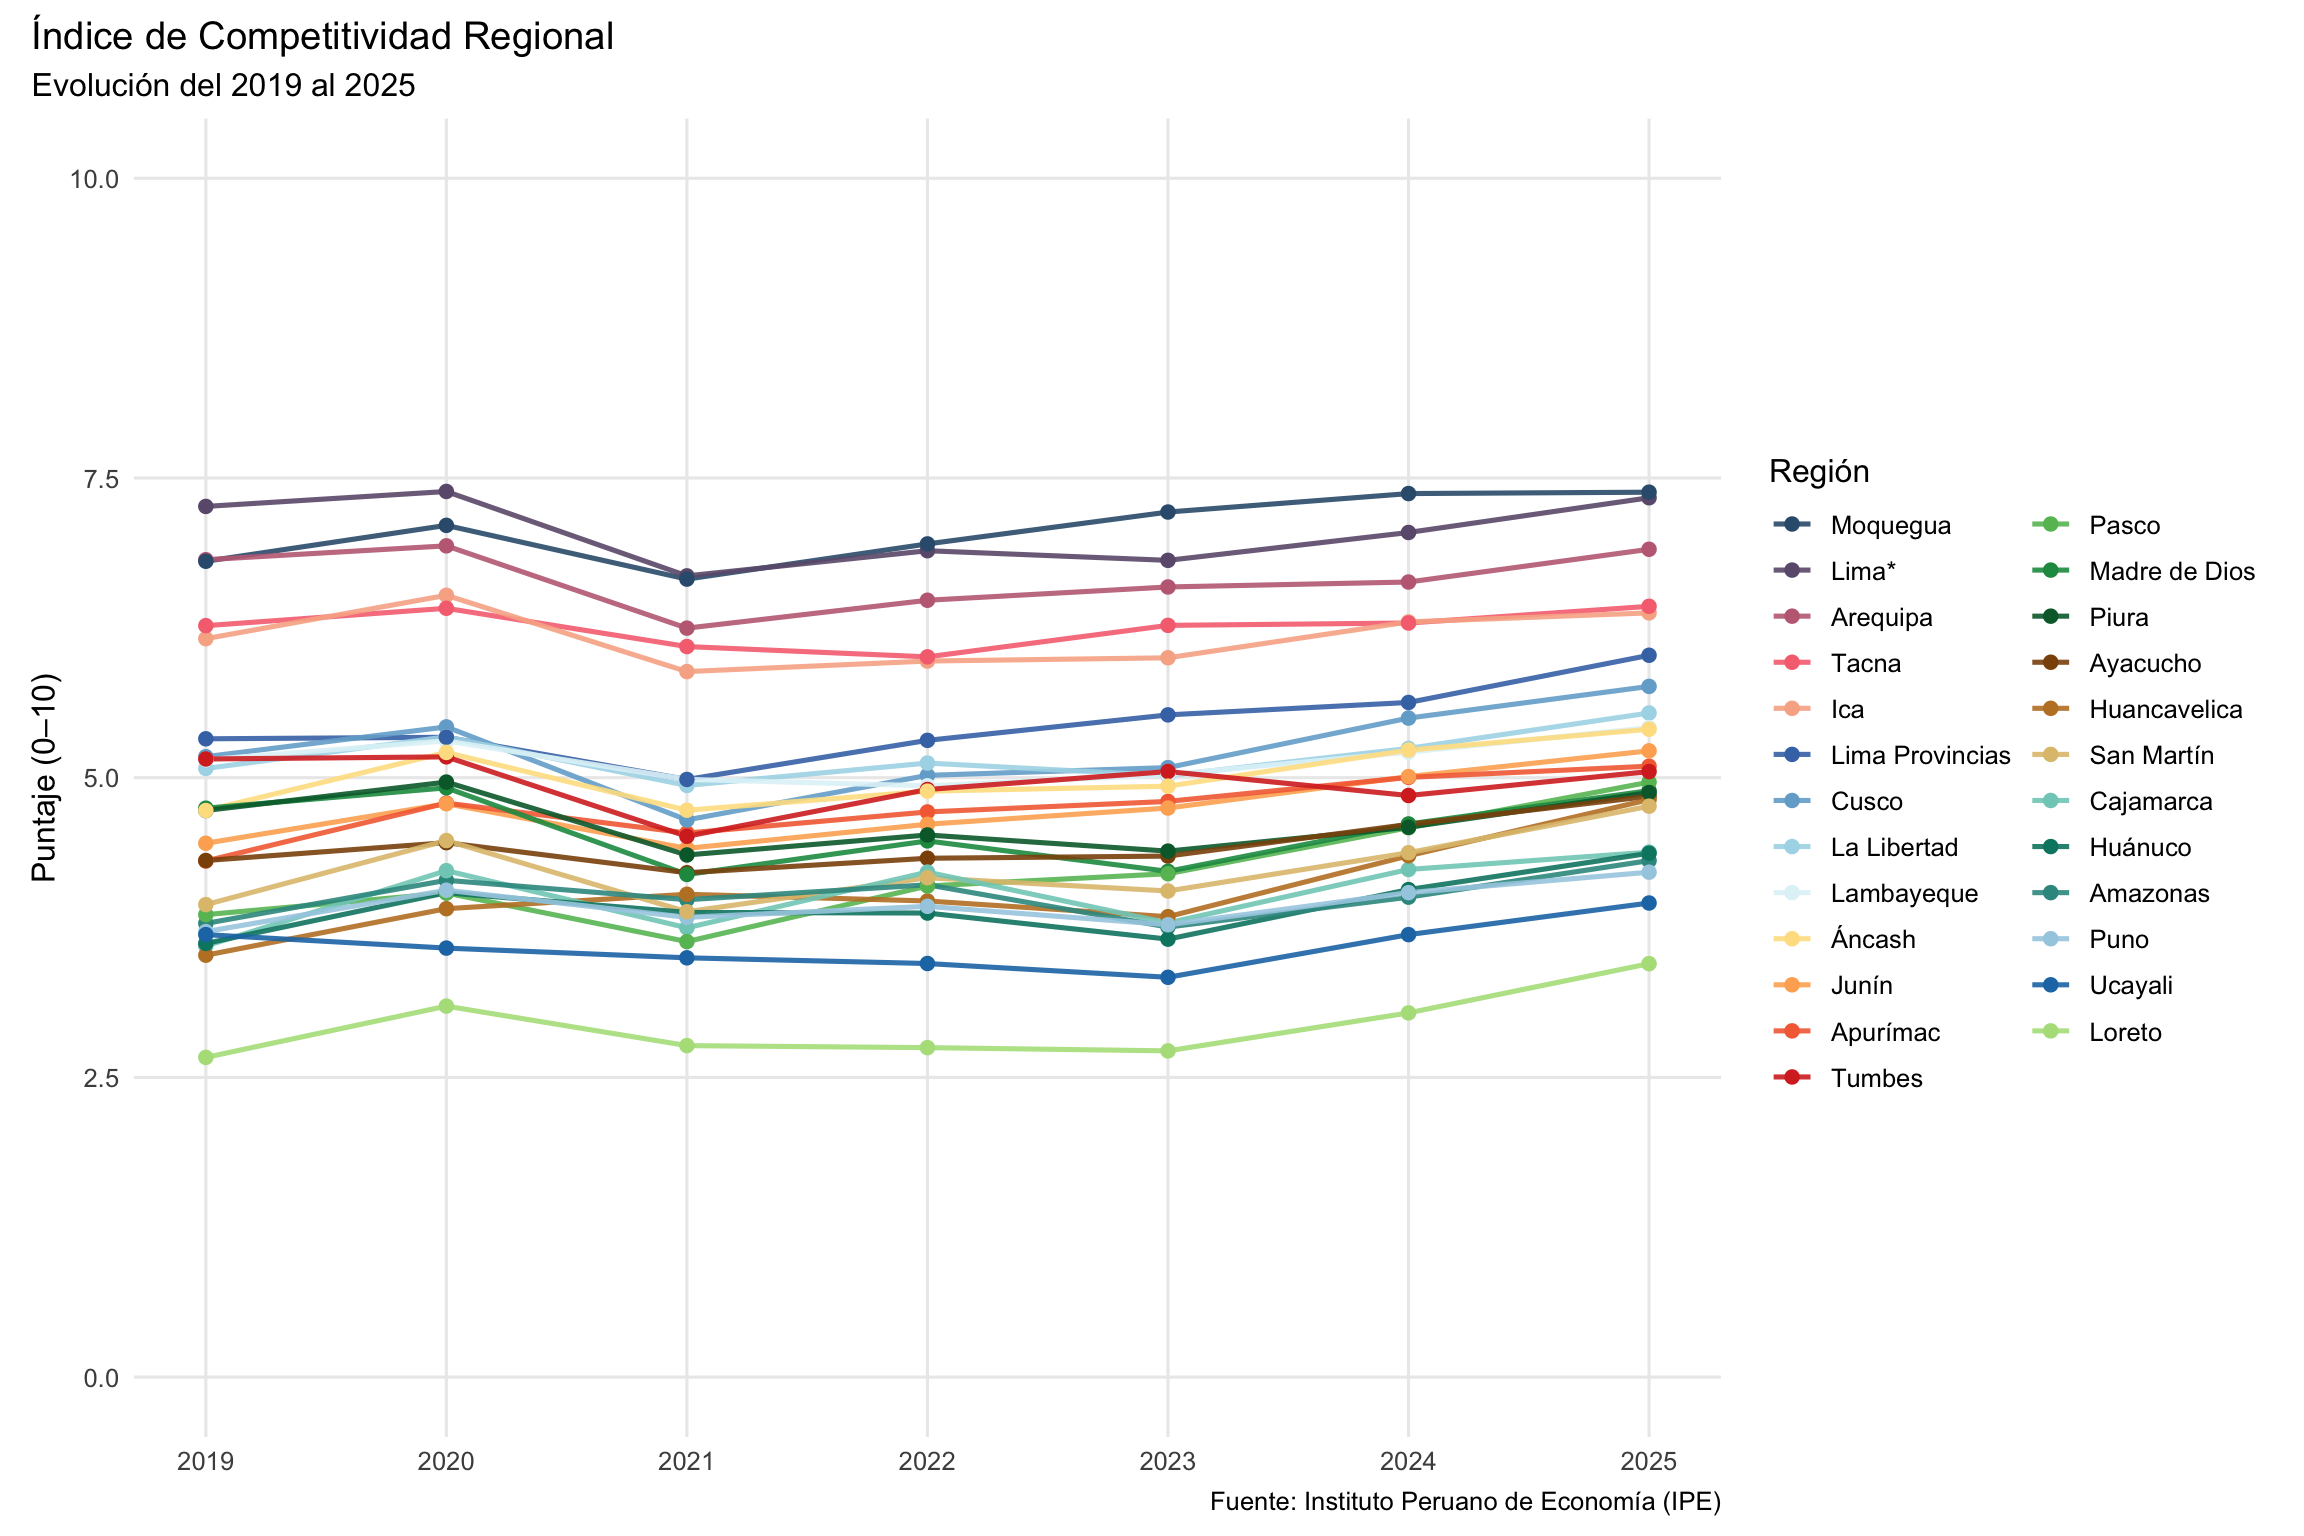 Índice de Competitividad Regional
Evolución del 2019 al 2025
Puntaje (0–10)
10.0
7.5
5.0
2.5
0.0
2019
2020
2021
2022
2023
2024
2025
Fuente: Instituto Peruano de Economía (IPE)
Región
Moquegua
Lima*
Arequipa
Tacna
Ica
Lima Provincias
Cusco
La Libertad
Lambayeque
Áncash
Junín
Apurímac
Tumbes
Pasco
Madre de Dios
Piura
Ayacucho
Huancavelica
San Martín
Cajamarca
Huánuco
Amazonas
Puno
Ucayali
Loreto